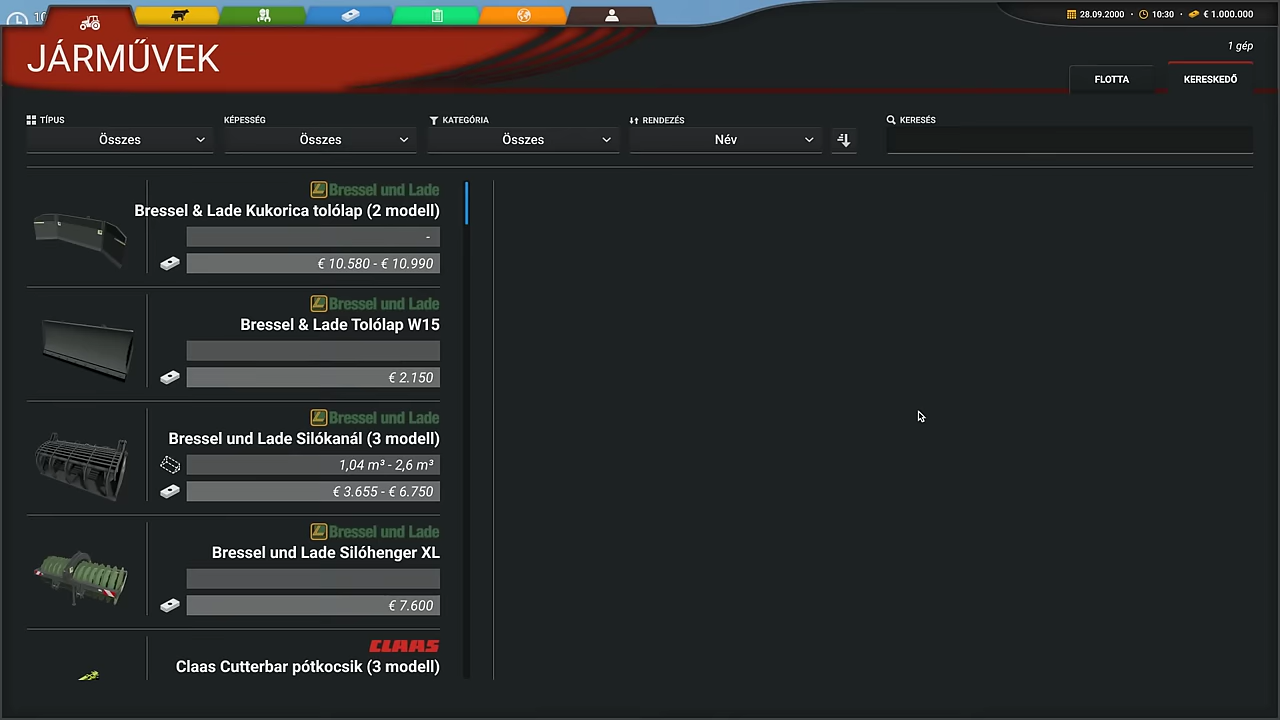 10
28.09.2000 · 10:30 · € 1.000.000
JÁRMŰVEK
1 gép
FLOTTA
KERESKEDŐ
TÍPUS
KÉPESSÉG
KATEGÓRIA
RENDEZÉS
KERESÉS
Összes
Összes
Összes
Név
Bressel und Lade
Bressel & Lade Kukorica tolólap (2 modell)
-
€ 10.580 - € 10.990
Bressel und Lade
Bressel & Lade Tolólap W15
€ 2.150
Bressel und Lade
Bressel und Lade Silókanál (3 modell)
1,04 m³ - 2,6 m³
€ 3.655 - € 6.750
Bressel und Lade
Bressel und Lade Silóhenger XL
€ 7.600
CLAAS
Claas Cutterbar pótkocsik (3 modell)